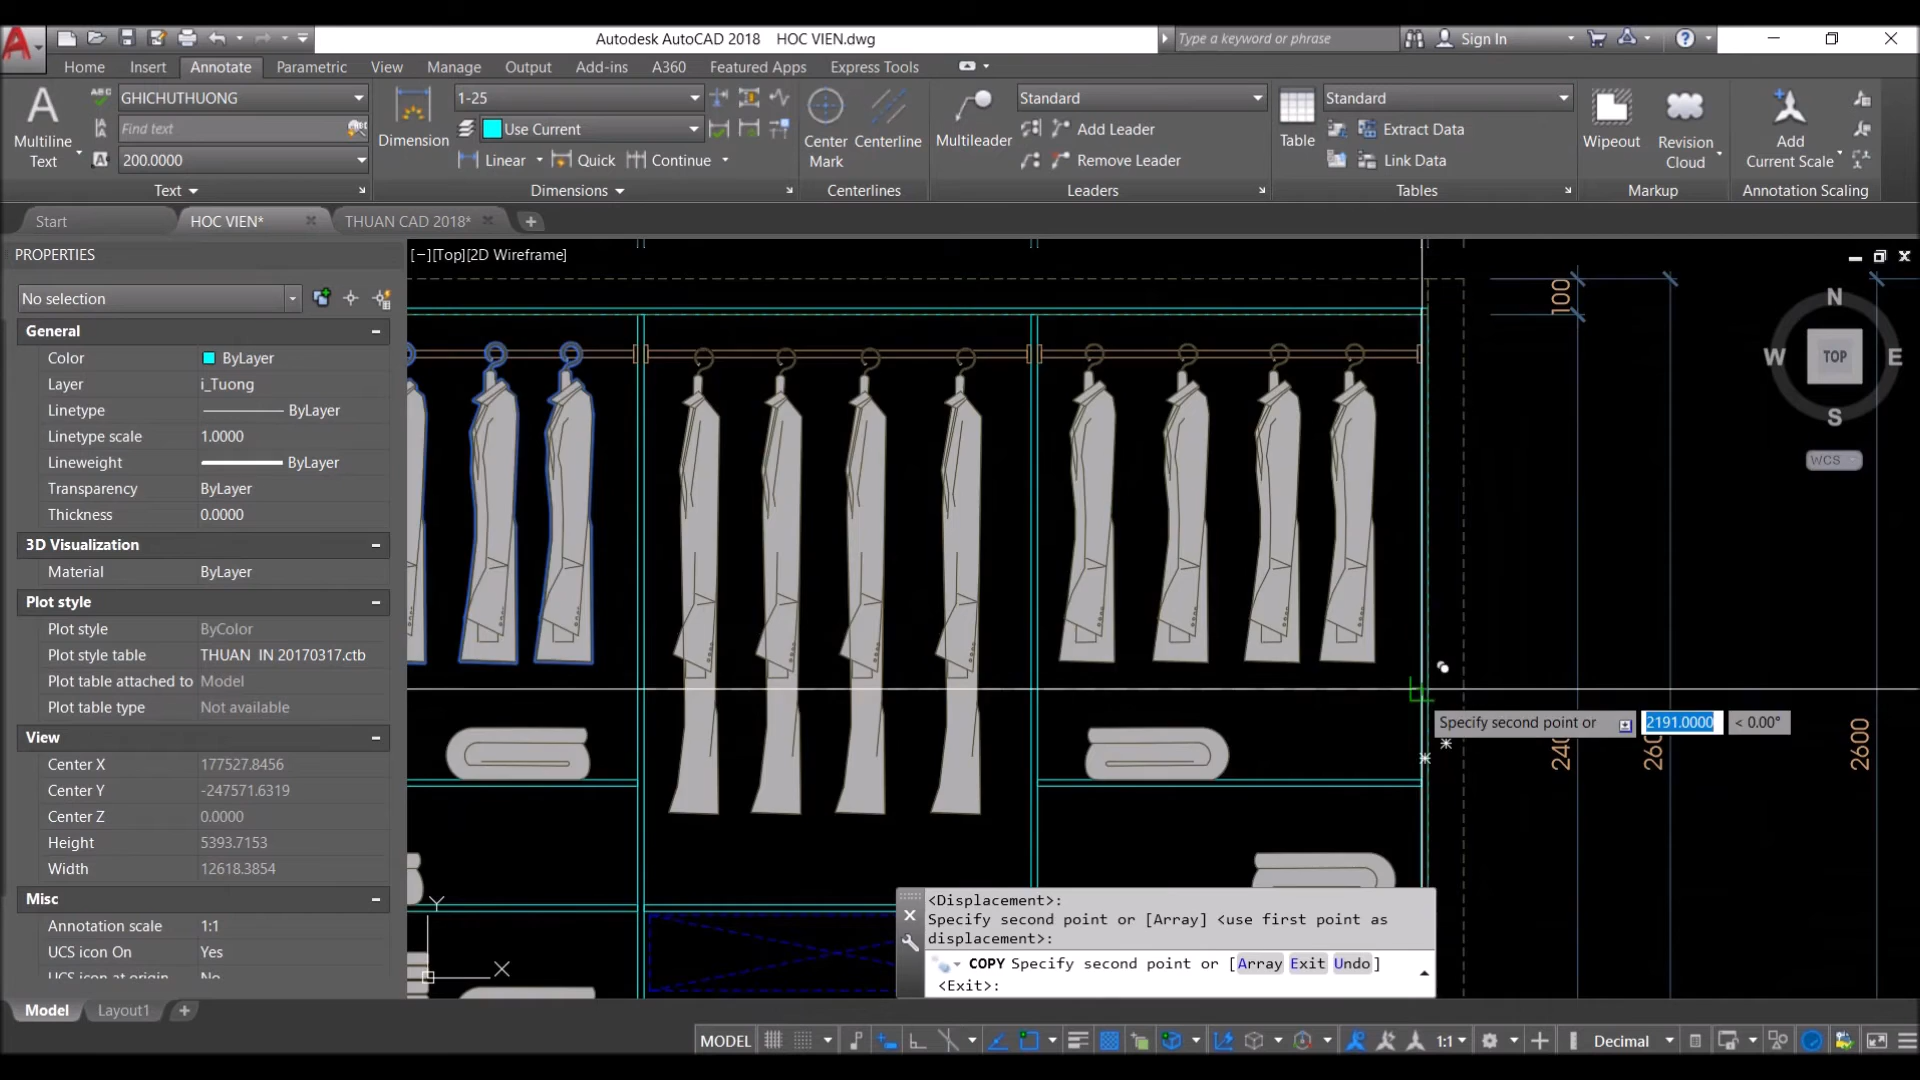 Autodesk AutoCAD 2018 HOC VIEN.dwg
Type a keyword or phrase
Sign In
Home Insert Annotate Parametric View Manage Output Add-ins A360 Featured Apps Express Tools
Multiline Text
GHICHUTHUONG
Find text
200.0000
Text
Dimension
1-25
Use Current
Linear Quick Continue
Dimensions
Center Mark
Centerline
Centerlines
Multileader
Standard
Add Leader
Remove Leader
Leaders
Table
Standard
Extract Data
Link Data
Tables
Wipeout
Revision Cloud
Markup
Add Current Scale
Annotation Scaling
Start HOC VIEN* THUAN CAD 2018*
PROPERTIES
No selection
General
Color ByLayer
Layer i_Tuong
Linetype ByLayer
Linetype scale 1.0000
Lineweight ByLayer
Transparency ByLayer
Thickness 0.0000
3D Visualization
Material ByLayer
Plot style
Plot style ByColor
Plot style table THUAN IN 20170317.ctb
Plot table attached to Model
Plot table type Not available
View
Center X 177527.8456
Center Y -247571.6319
Center Z 0.0000
Height 5393.7153
Width 12618.3854
Misc
Annotation scale 1:1
UCS icon On Yes
UCS icon at origin No
[−][Top][2D Wireframe]
100
2600
N
W TOP E
S
WCS
Specify second point or 2191.0000 < 0.00°
Y
X
<Displacement>:
Specify second point or [Array] <use first point as
displacement>:
COPY Specify second point or [Array Exit Undo]
<Exit>:
Model Layout1
MODEL 1:1 Decimal